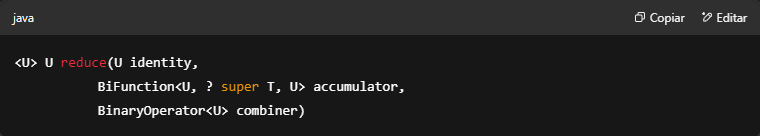 java Copiar Editar
<U> U reduce(U identity,
BiFunction<U, ? super T, U> accumulator,
BinaryOperator<U> combiner)